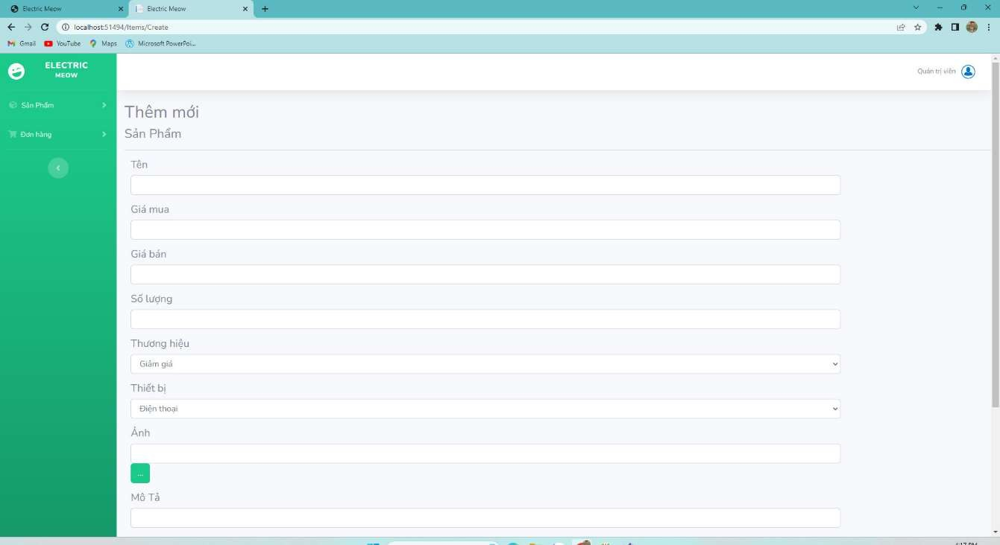 Electric Meow
Electric Meow
localhost:51494/Items/Create
Gmail
YouTube
Maps
Microsoft PowerPoi...
ELECTRIC
MEOW
Quản trị viên
Sản Phẩm
Đơn hàng
Thêm mới
Sản Phẩm
Tên
Giá mua
Giá bán
Số lượng
Thương hiệu
Giảm giá
Thiết bị
Điện thoại
Ảnh
...
Mô Tả